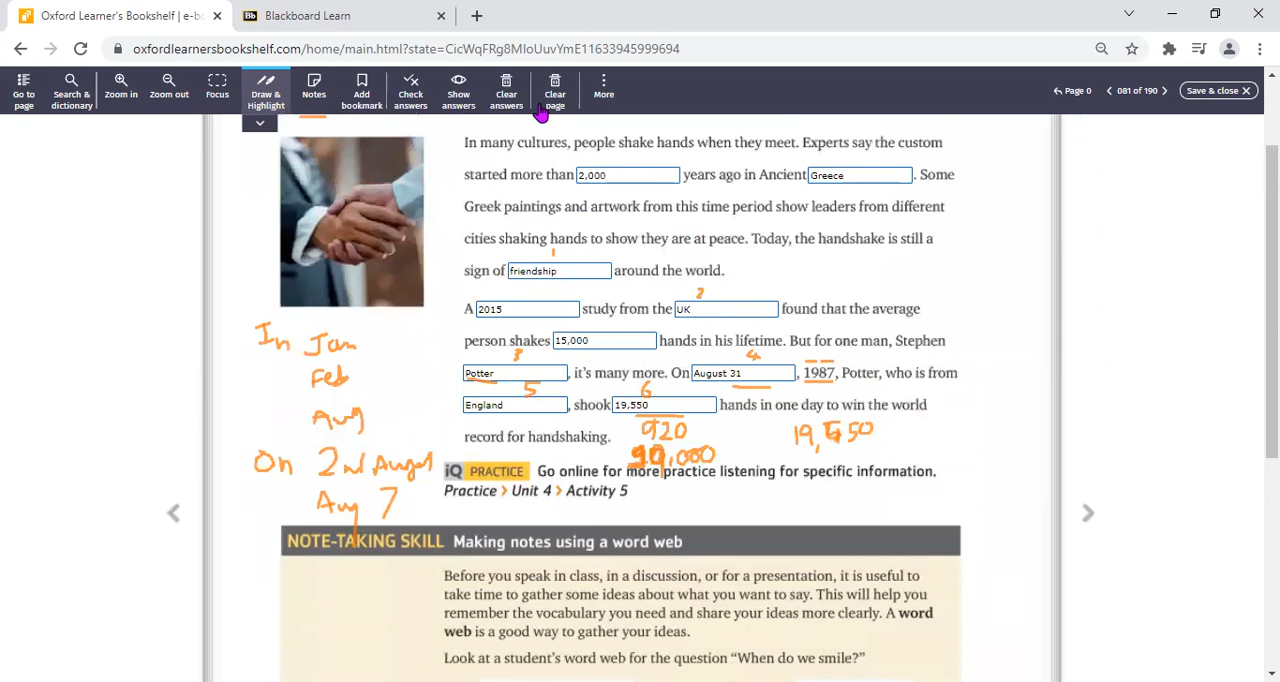 Oxford Learner's Bookshelf | e-bo
Bb Blackboard Learn
oxfordlearnersbookshelf.com/home/main.html?state=CicWqFRg8MIoUuvYmE11633945999694
Go to page
Search & dictionary
Zoom in
Zoom out
Focus
Draw & Highlight
Notes
Add bookmark
Check answers
Show answers
Clear answers
Clear page
More
Page 0
081 of 190
Save & close X
In many cultures, people shake hands when they meet. Experts say the custom
started more than 2,000 years ago in Ancient Greece . Some
Greek paintings and artwork from this time period show leaders from different
cities shaking hands to show they are at peace. Today, the handshake is still a
1
sign of friendship around the world.
2
A 2015 study from the UK found that the average
person shakes 15,000 hands in his lifetime. But for one man, Stephen
3 4
Potter , it's many more. On August 31 , 1987, Potter, who is from
5 6
England , shook 19,550 hands in one day to win the world
record for handshaking.
In Jan
Feb
Aug
On 2nd August
Aug 7
920
19,000
19,550
iQ PRACTICE Go online for more practice listening for specific information.
Practice > Unit 4 > Activity 5
NOTE-TAKING SKILL Making notes using a word web
Before you speak in class, in a discussion, or for a presentation, it is useful to
take time to gather some ideas about what you want to say. This will help you
remember the vocabulary you need and share your ideas more clearly. A word
web is a good way to gather your ideas.
Look at a student's word web for the question "When do we smile?"